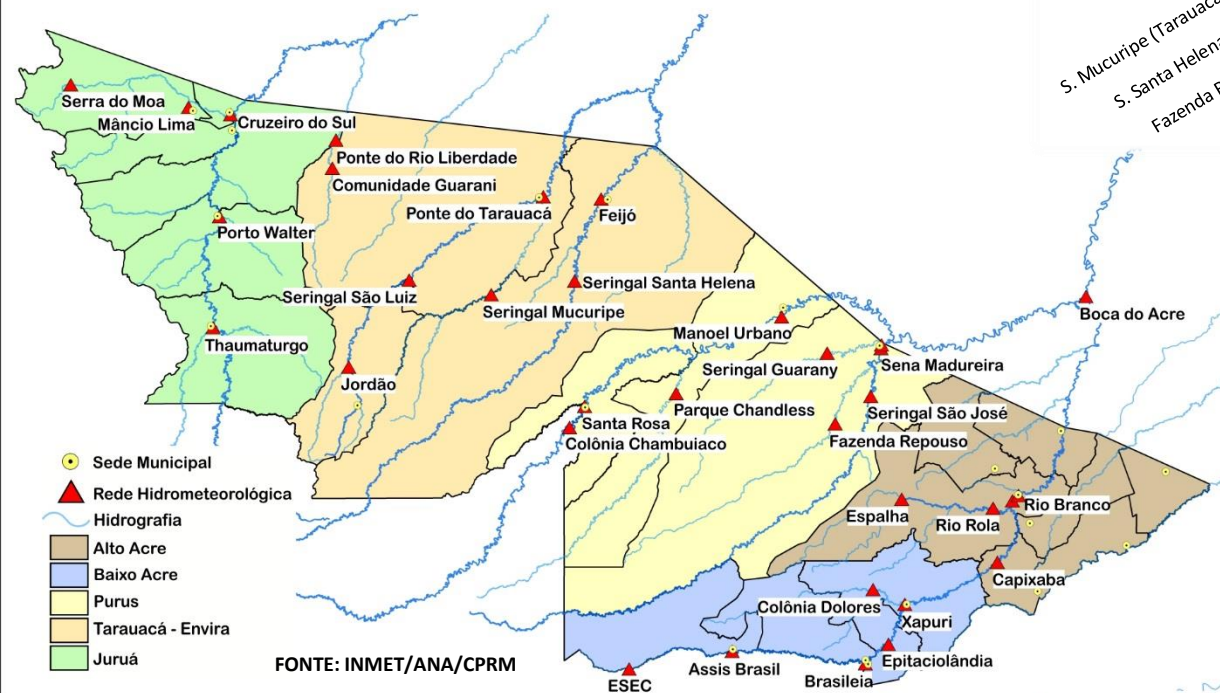 S. Mucuripe (Tarauacá
S. Santa Helena
Fazenda R
Serra do Moa
Mâncio Lima
Cruzeiro do Sul
Ponte do Rio Liberdade
Comunidade Guarani
Ponte do Tarauacá
Feijó
Porto Walter
Seringal São Luiz
Seringal Mucuripe
Seringal Santa Helena
Manoel Urbano
Boca do Acre
Thaumaturgo
Jordão
Seringal Guarany
Sena Madureira
Parque Chandless
Seringal São José
Santa Rosa
Colônia Chambuiaco
Fazenda Repouso
Espalha
Rio Rola
Rio Branco
Capixaba
Colônia Dolores
Xapuri
Epitaciolândia
Assis Brasil
Brasileia
ESEC
Sede Municipal
Rede Hidrometeorológica
Hidrografia
Alto Acre
Baixo Acre
Purus
Tarauacá - Envira
Juruá
FONTE: INMET/ANA/CPRM